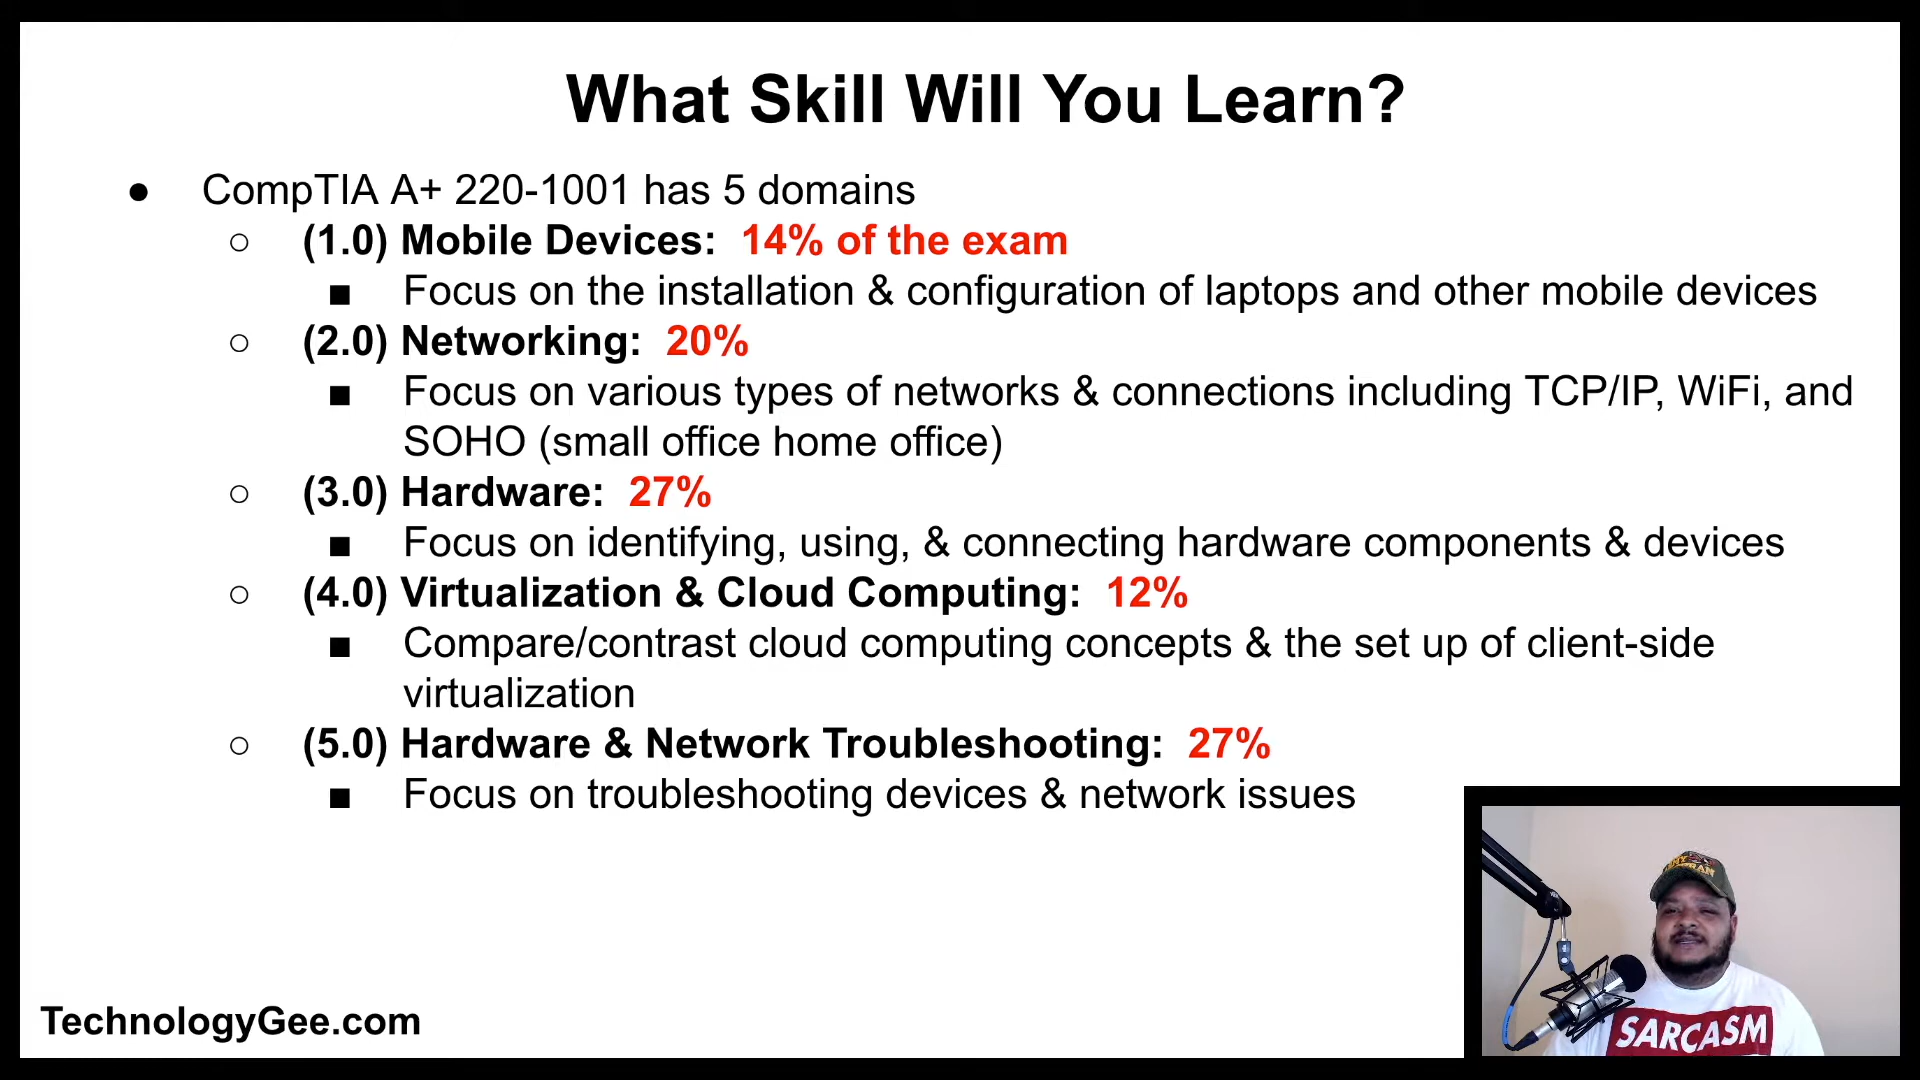 What Skill Will You Learn?
● CompTIA A+ 220-1001 has 5 domains
○ (1.0) Mobile Devices: 14% of the exam
■ Focus on the installation & configuration of laptops and other mobile devices
○ (2.0) Networking: 20%
■ Focus on various types of networks & connections including TCP/IP, WiFi, and
SOHO (small office home office)
○ (3.0) Hardware: 27%
■ Focus on identifying, using, & connecting hardware components & devices
○ (4.0) Virtualization & Cloud Computing: 12%
■ Compare/contrast cloud computing concepts & the set up of client-side
virtualization
○ (5.0) Hardware & Network Troubleshooting: 27%
■ Focus on troubleshooting devices & network issues
TechnologyGee.com
SARCASM